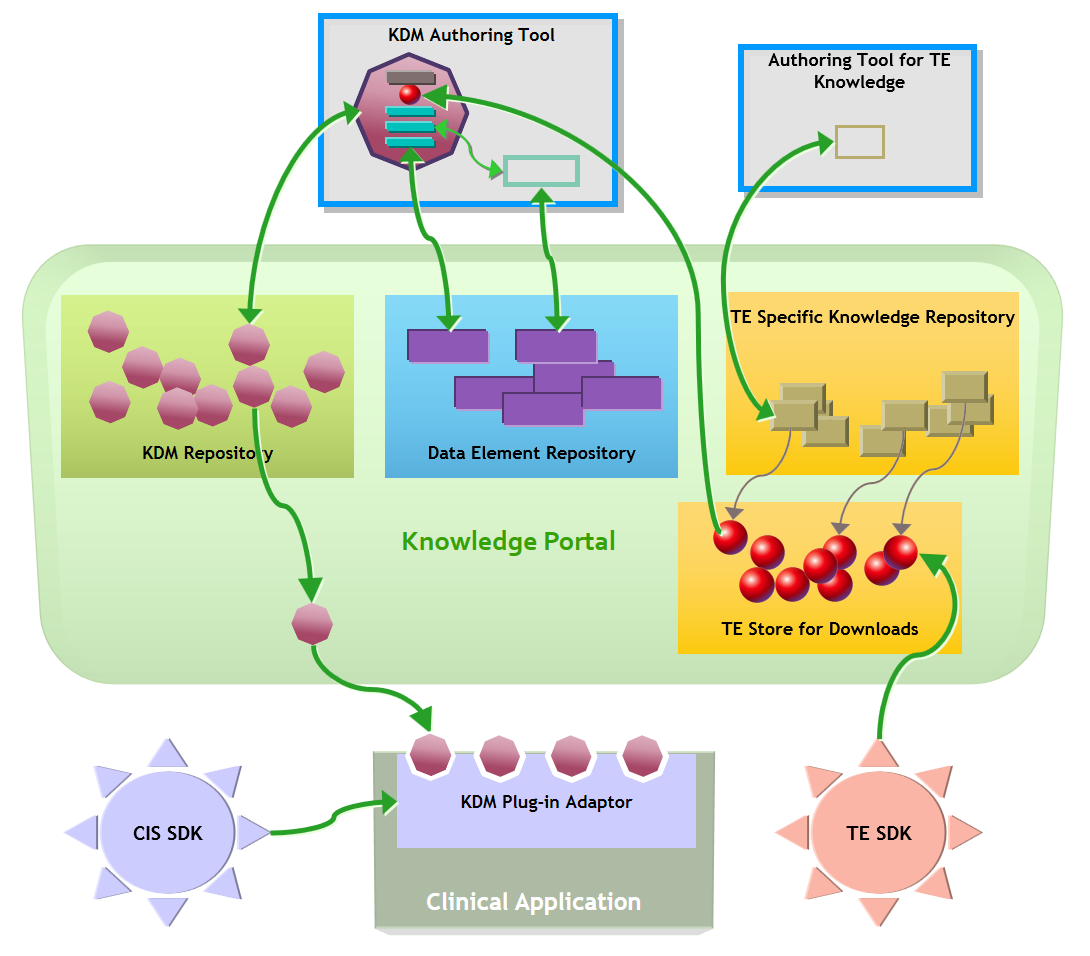 KDM Authoring Tool
Authoring Tool for TE
Knowledge
TE Specific Knowledge Repository
KDM Repository
Data Element Repository
Knowledge Portal
TE Store for Downloads
KDM Plug-in Adaptor
CIS SDK
TE SDK
Clinical Application